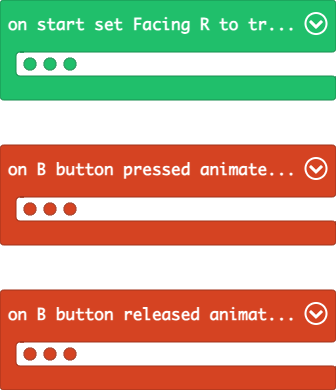 on start set Facing R to tr...
on B button pressed animate...
on B button released animat...